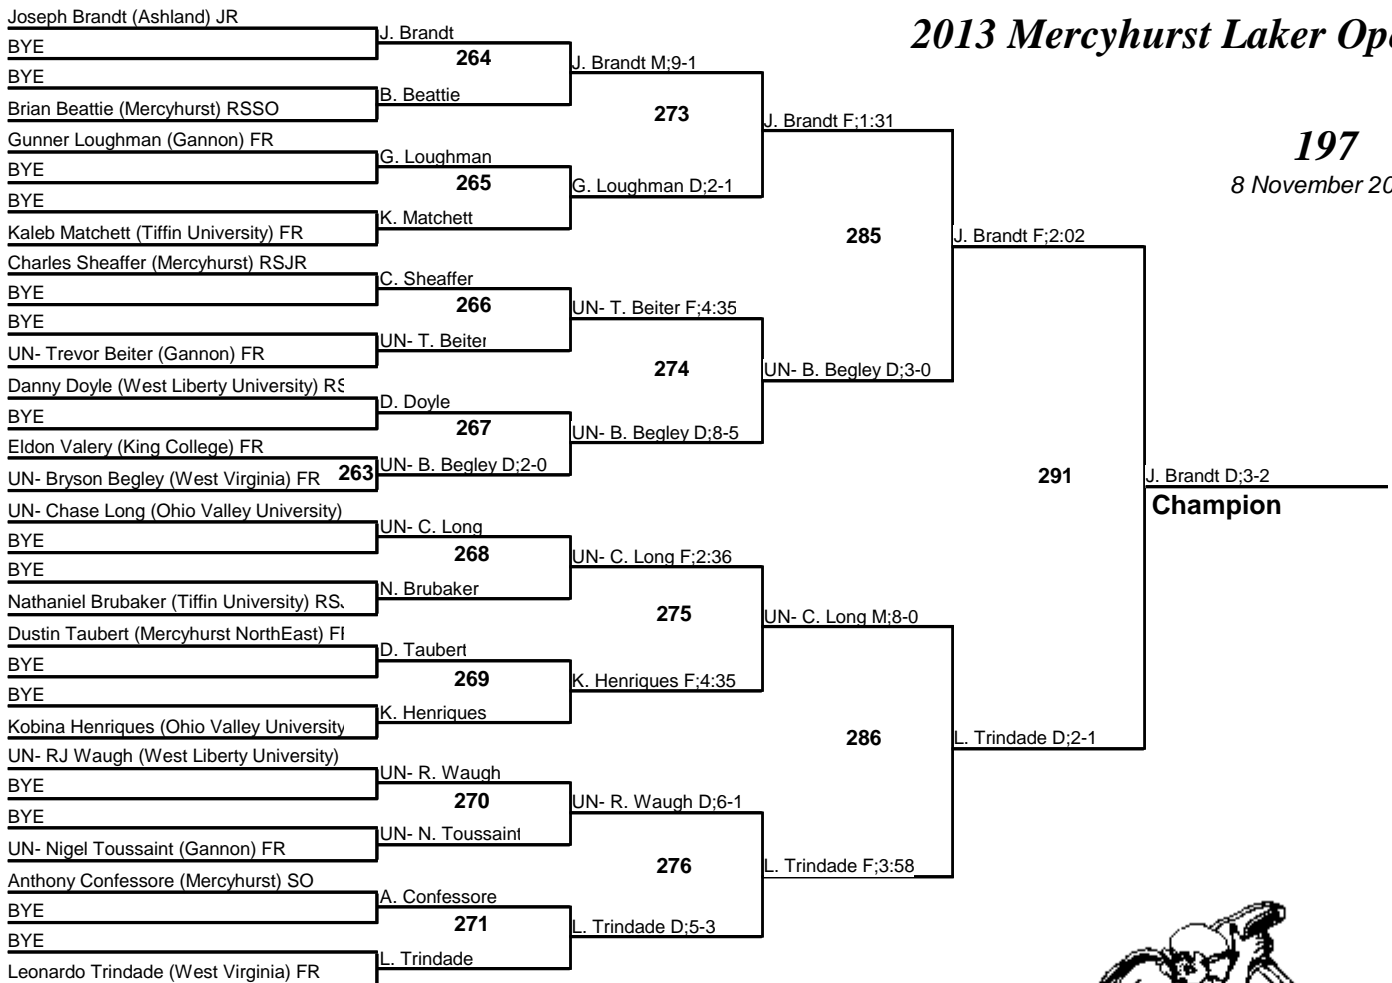 2013 Mercyhurst Laker Ope
197
8 November 20
Joseph Brandt (Ashland) JR
BYE
BYE
Brian Beattie (Mercyhurst) RSSO
Gunner Loughman (Gannon) FR
BYE
BYE
Kaleb Matchett (Tiffin University) FR
Charles Sheaffer (Mercyhurst) RSJR
BYE
BYE
UN- Trevor Beiter (Gannon) FR
Danny Doyle (West Liberty University) RS
BYE
Eldon Valery (King College) FR
UN- Bryson Begley (West Virginia) FR 263
UN- Chase Long (Ohio Valley University)
BYE
BYE
Nathaniel Brubaker (Tiffin University) RSJ
Dustin Taubert (Mercyhurst NorthEast) FR
BYE
BYE
Kobina Henriques (Ohio Valley University
UN- RJ Waugh (West Liberty University)
BYE
BYE
UN- Nigel Toussaint (Gannon) FR
Anthony Confessore (Mercyhurst) SO
BYE
BYE
Leonardo Trindade (West Virginia) FR
J. Brandt
264
B. Beattie
G. Loughman
265
K. Matchett
C. Sheaffer
266
UN- T. Beiter
D. Doyle
267
UN- B. Begley D;2-0
UN- C. Long
268
N. Brubaker
D. Taubert
269
K. Henriques
UN- R. Waugh
270
UN- N. Toussaint
A. Confessore
271
L. Trindade
J. Brandt M;9-1
273
G. Loughman D;2-1
UN- T. Beiter F;4:35
274
UN- B. Begley D;8-5
UN- C. Long F;2:36
275
K. Henriques F;4:35
UN- R. Waugh D;6-1
276
L. Trindade D;5-3
J. Brandt F;1:31
285
UN- B. Begley D;3-0
UN- C. Long M;8-0
286
L. Trindade F;3:58
J. Brandt F;2:02
291
L. Trindade D;2-1
J. Brandt D;3-2
Champion